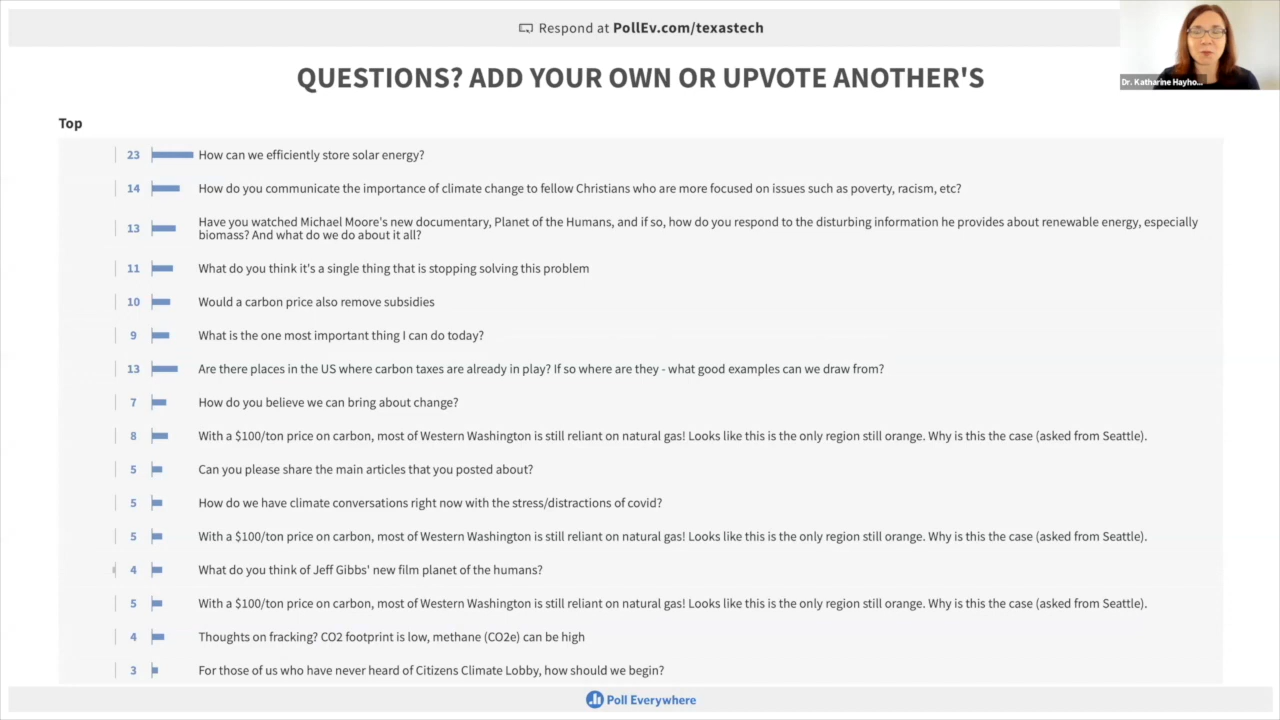 Respond at PollEv.com/texastech
Dr. Katharine Hayho...
QUESTIONS? ADD YOUR OWN OR UPVOTE ANOTHER'S
Top
23 How can we efficiently store solar energy?
14 How do you communicate the importance of climate change to fellow Christians who are more focused on issues such as poverty, racism, etc?
13 Have you watched Michael Moore's new documentary, Planet of the Humans, and if so, how do you respond to the disturbing information he provides about renewable energy, especially
biomass? And what do we do about it all?
11 What do you think it's a single thing that is stopping solving this problem
10 Would a carbon price also remove subsidies
9 What is the one most important thing I can do today?
13 Are there places in the US where carbon taxes are already in play? If so where are they - what good examples can we draw from?
7 How do you believe we can bring about change?
8 With a $100/ton price on carbon, most of Western Washington is still reliant on natural gas! Looks like this is the only region still orange. Why is this the case (asked from Seattle).
5 Can you please share the main articles that you posted about?
5 How do we have climate conversations right now with the stress/distractions of covid?
5 With a $100/ton price on carbon, most of Western Washington is still reliant on natural gas! Looks like this is the only region still orange. Why is this the case (asked from Seattle).
4 What do you think of Jeff Gibbs' new film planet of the humans?
5 With a $100/ton price on carbon, most of Western Washington is still reliant on natural gas! Looks like this is the only region still orange. Why is this the case (asked from Seattle).
4 Thoughts on fracking? CO2 footprint is low, methane (CO2e) can be high
3 For those of us who have never heard of Citizens Climate Lobby, how should we begin?
Poll Everywhere